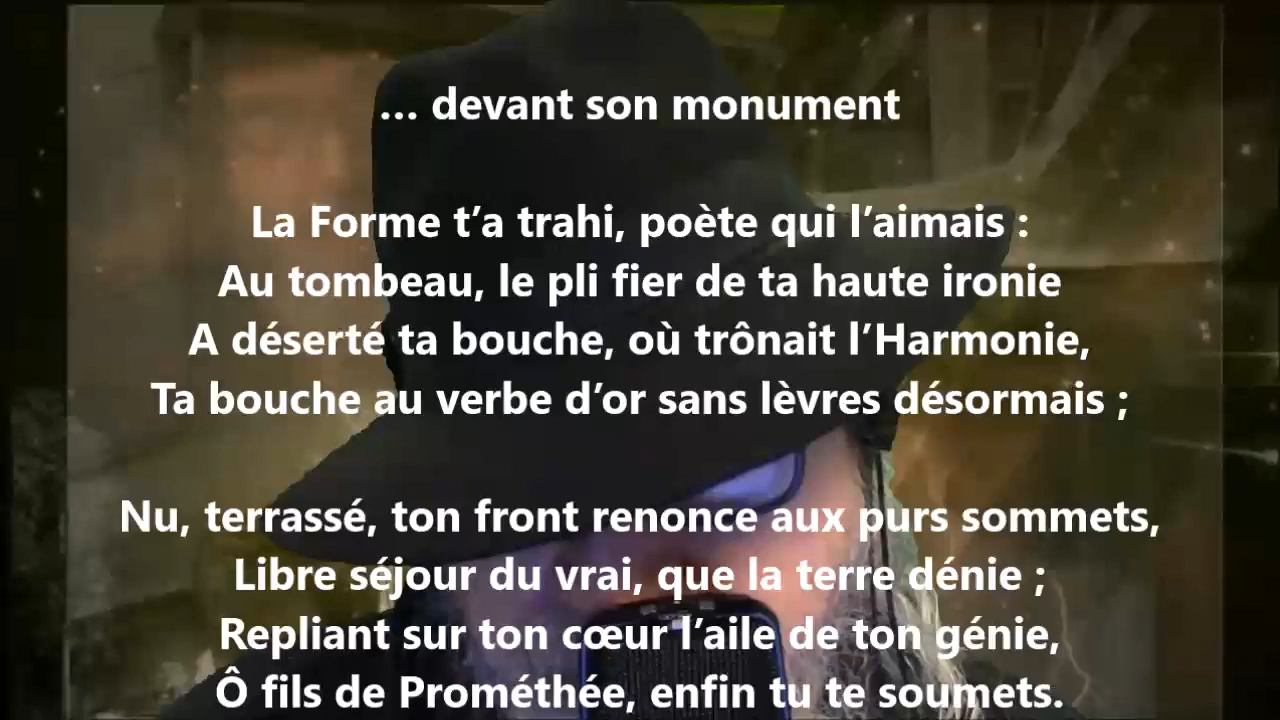 … devant son monument
La Forme t’a trahi, poète qui l’aimais :
Au tombeau, le pli fier de ta haute ironie
A déserté ta bouche, où trônait l’Harmonie,
Ta bouche au verbe d’or sans lèvres désormais ;
Nu, terrassé, ton front renonce aux purs sommets,
Libre séjour du vrai, que la terre dénie ;
Repliant sur ton cœur l’aile de ton génie,
Ô fils de Prométhée, enfin tu te soumets.